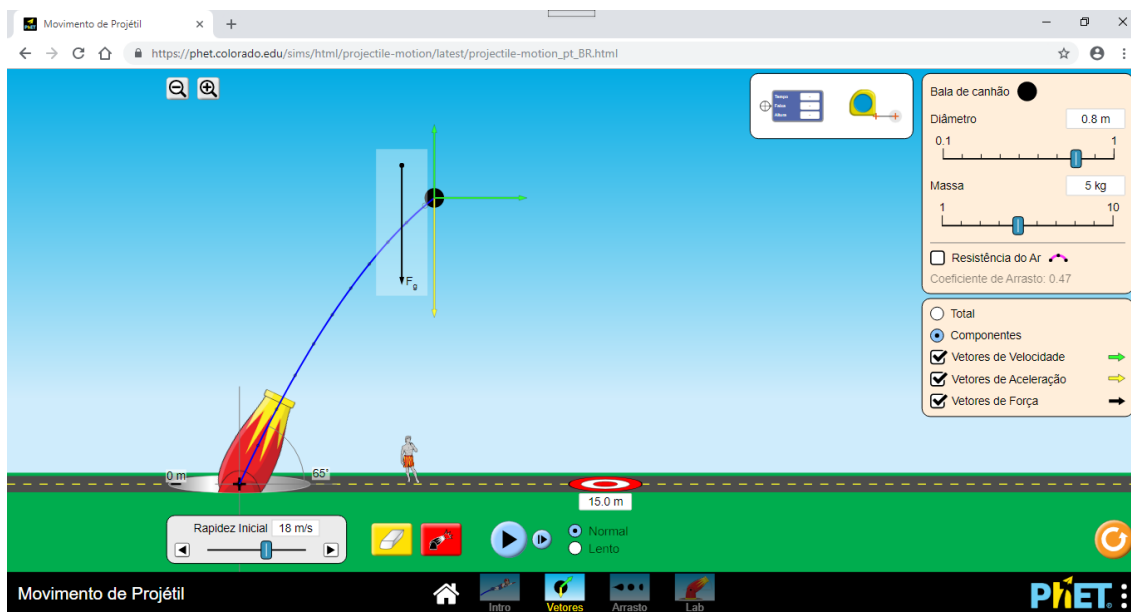 PhET Movimento de Projétil × +
https://phet.colorado.edu/sims/html/projectile-motion/latest/projectile-motion_pt_BR.html
Tempo
Altura
Bala de canhão
Diâmetro 0.8 m
0.1 1
Massa 5 kg
1 10
Resistência do Ar
Coeficiente de Arrasto: 0.47
Total
Componentes
Vetores de Velocidade
Vetores de Aceleração
Vetores de Força
Fg
0 m
65°
15.0 m
Rapidez Inicial 18 m/s
Normal
Lento
Movimento de Projétil
Intro
Vetores
Arrasto
Lab
PhET